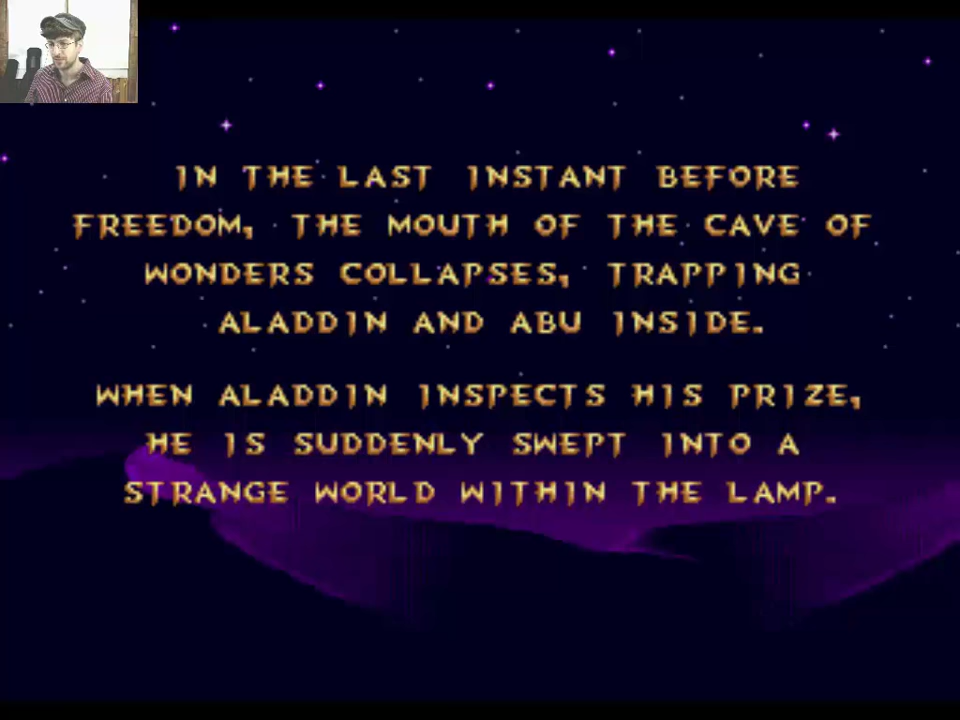 IN THE LAST INSTANT BEFORE
FREEDOM, THE MOUTH OF THE CAVE OF
WONDERS COLLAPSES, TRAPPING
ALADDIN AND ABU INSIDE.
WHEN ALADDIN INSPECTS HIS PRIZE,
HE IS SUDDENLY SWEPT INTO A
STRANGE WORLD WITHIN THE LAMP.